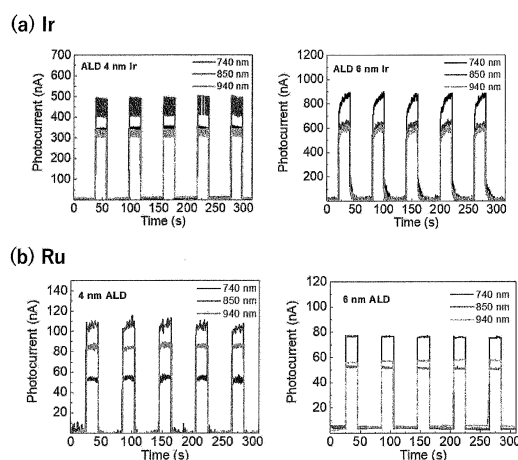 (a) Ir
700
600
500
400
300
200
100
Photocurrent (nA)
ALD 4 nm Ir
740 nm
850 nm
940 nm
0 50 100 150 200 250 300
Time (s)
1200
1000
800
600
400
200
Photocurrent (nA)
ALD 6 nm Ir
740 nm
850 nm
940 nm
0 50 100 150 200 250 300
Time (s)
(b) Ru
140
120
100
80
60
40
20
Photocurrent (nA)
4 nm ALD
740 nm
850 nm
940 nm
0 50 100 150 200 250 300
Time (s)
120
100
80
60
40
20
Photocurrent (nA)
6 nm ALD
740 nm
850 nm
940 nm
0 50 100 150 200 250 300
Time (s)